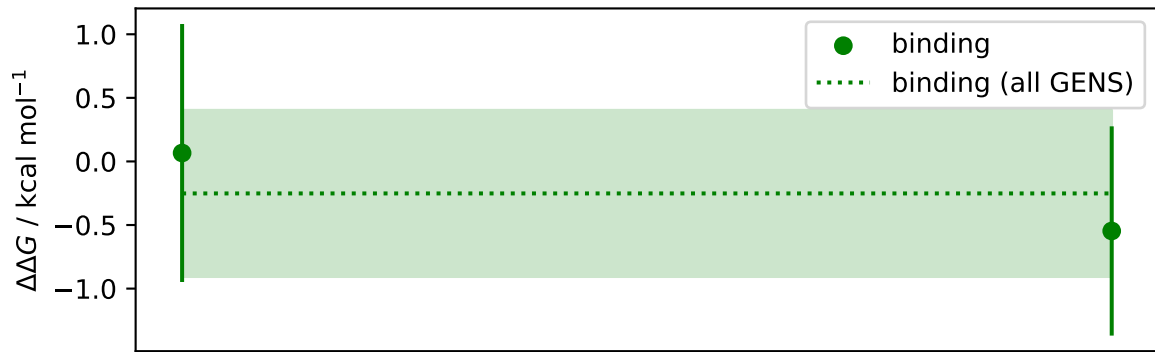 1.0
0.5
0.0
−0.5
−1.0
ΔΔG / kcal mol⁻¹
binding
binding (all GENS)